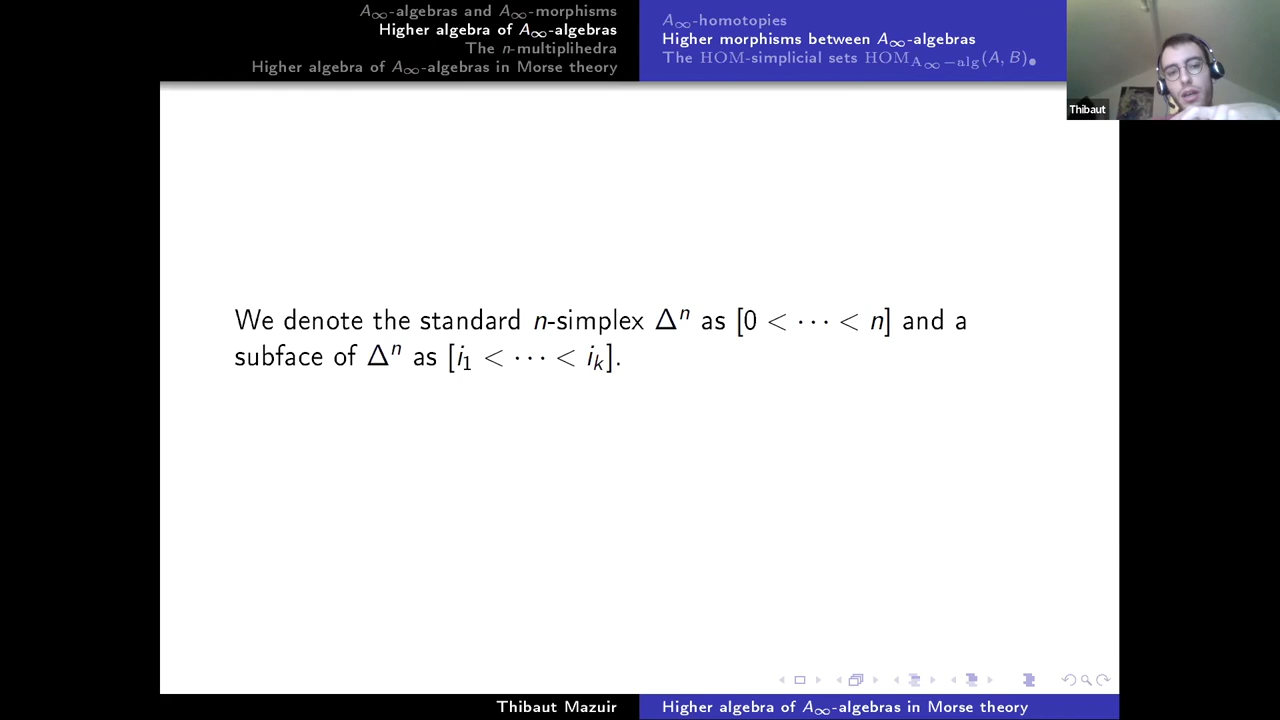 A∞-algebras and A∞-morphisms
Higher algebra of A∞-algebras
The n-multiplihedra
Higher algebra of A∞-algebras in Morse theory
A∞-homotopies
Higher morphisms between A∞-algebras
The HOM-simplicial sets HOM_{A∞−alg}(A, B)•
Thibaut
We denote the standard n-simplex Δⁿ as [0 < ⋯ < n] and a
subface of Δⁿ as [i₁ < ⋯ < iₖ].
Thibaut Mazuir
Higher algebra of A∞-algebras in Morse theory